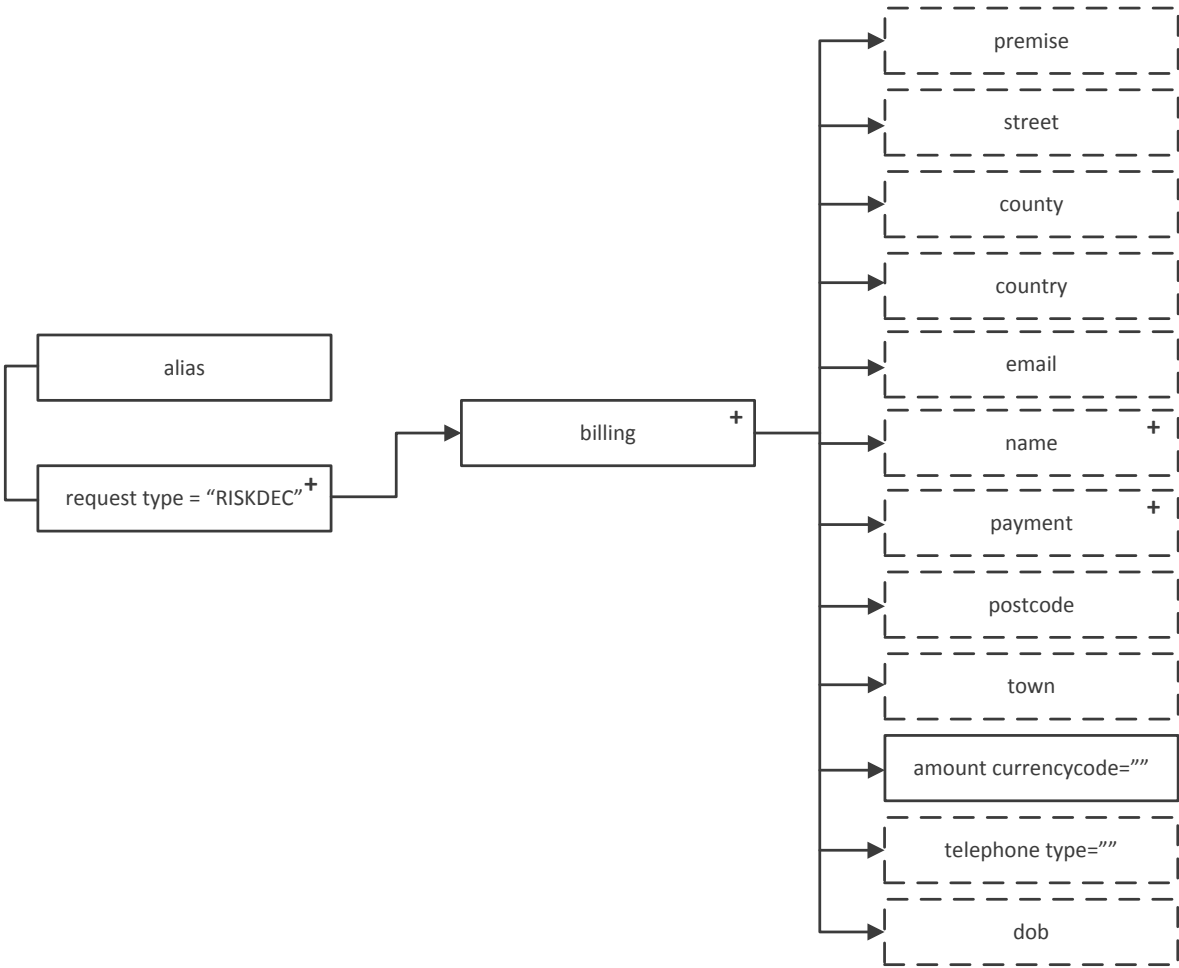 premise
street
county
country
email
alias
billing +
name +
request type = “RISKDEC” +
payment +
postcode
town
amount currencycode=””
telephone type=””
dob